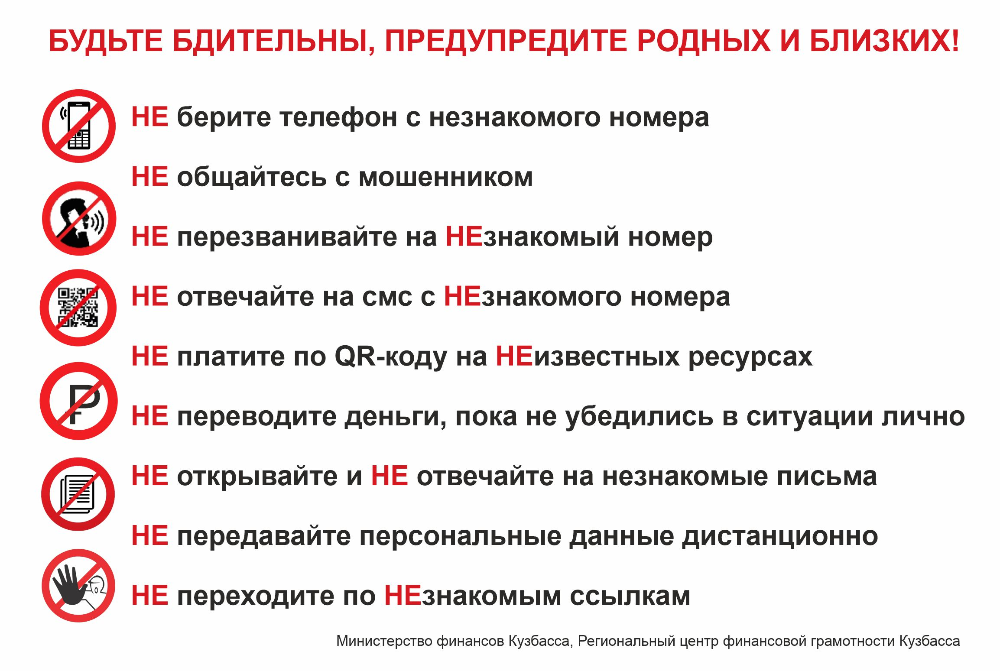 БУДЬТЕ БДИТЕЛЬНЫ, ПРЕДУПРЕДИТЕ РОДНЫХ И БЛИЗКИХ!
НЕ берите телефон с незнакомого номера
НЕ общайтесь с мошенником
НЕ перезванивайте на НЕзнакомый номер
НЕ отвечайте на смс с НЕзнакомого номера
НЕ платите по QR-коду на НЕизвестных ресурсах
НЕ переводите деньги, пока не убедились в ситуации лично
НЕ открывайте и НЕ отвечайте на незнакомые письма
НЕ передавайте персональные данные дистанционно
НЕ переходите по НЕзнакомым ссылкам
Министерство финансов Кузбасса, Региональный центр финансовой грамотности Кузбасса